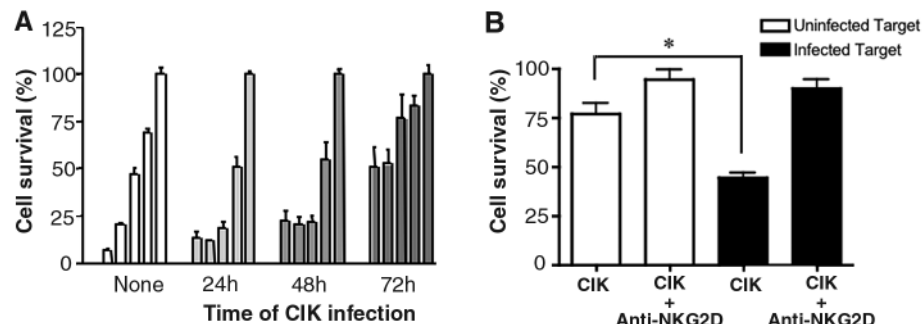 A
Cell survival (%)
125
100
75
50
25
0
None 24h 48h 72h
Time of CIK infection
B
Uninfected Target
Infected Target
*
Cell survival (%)
100
75
50
25
0
CIK CIK CIK CIK
+ +
Anti-NKG2D Anti-NKG2D